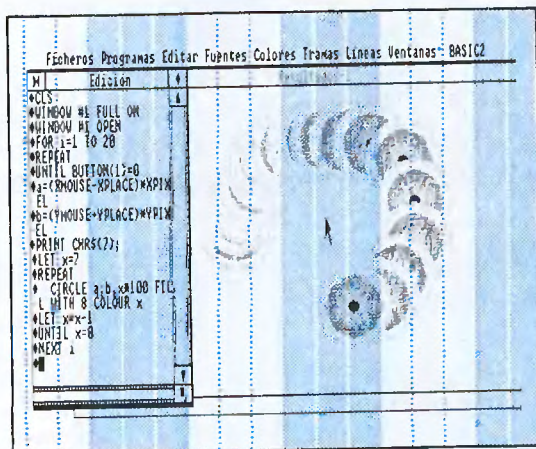 Ficheros Programas Editar Fuentes Colores Tramas Líneas Ventanas BASIC2
Edición
CLS
WINDOW #1 FULL ON
WINDOW #1 OPEN
FOR i=1 TO 20
REPEAT
UNTIL BUTTON(1)=0
a=(XMOUSE-XPLACE)*XPIX
EL
b=(YMOUSE-YPLACE)*YPIX
EL
PRINT CHR$(7);
LET x=7
REPEAT
CIRCLE a;b,x*100 FIL
L WITH 8 COLOUR x
LET x=x-1
UNTIL x=0
NEXT i